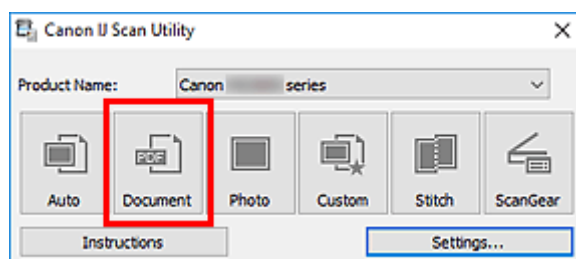 Canon IJ Scan Utility
Product Name: Canon series
PDF
Auto Document Photo Custom Stitch ScanGear
Instructions Settings...